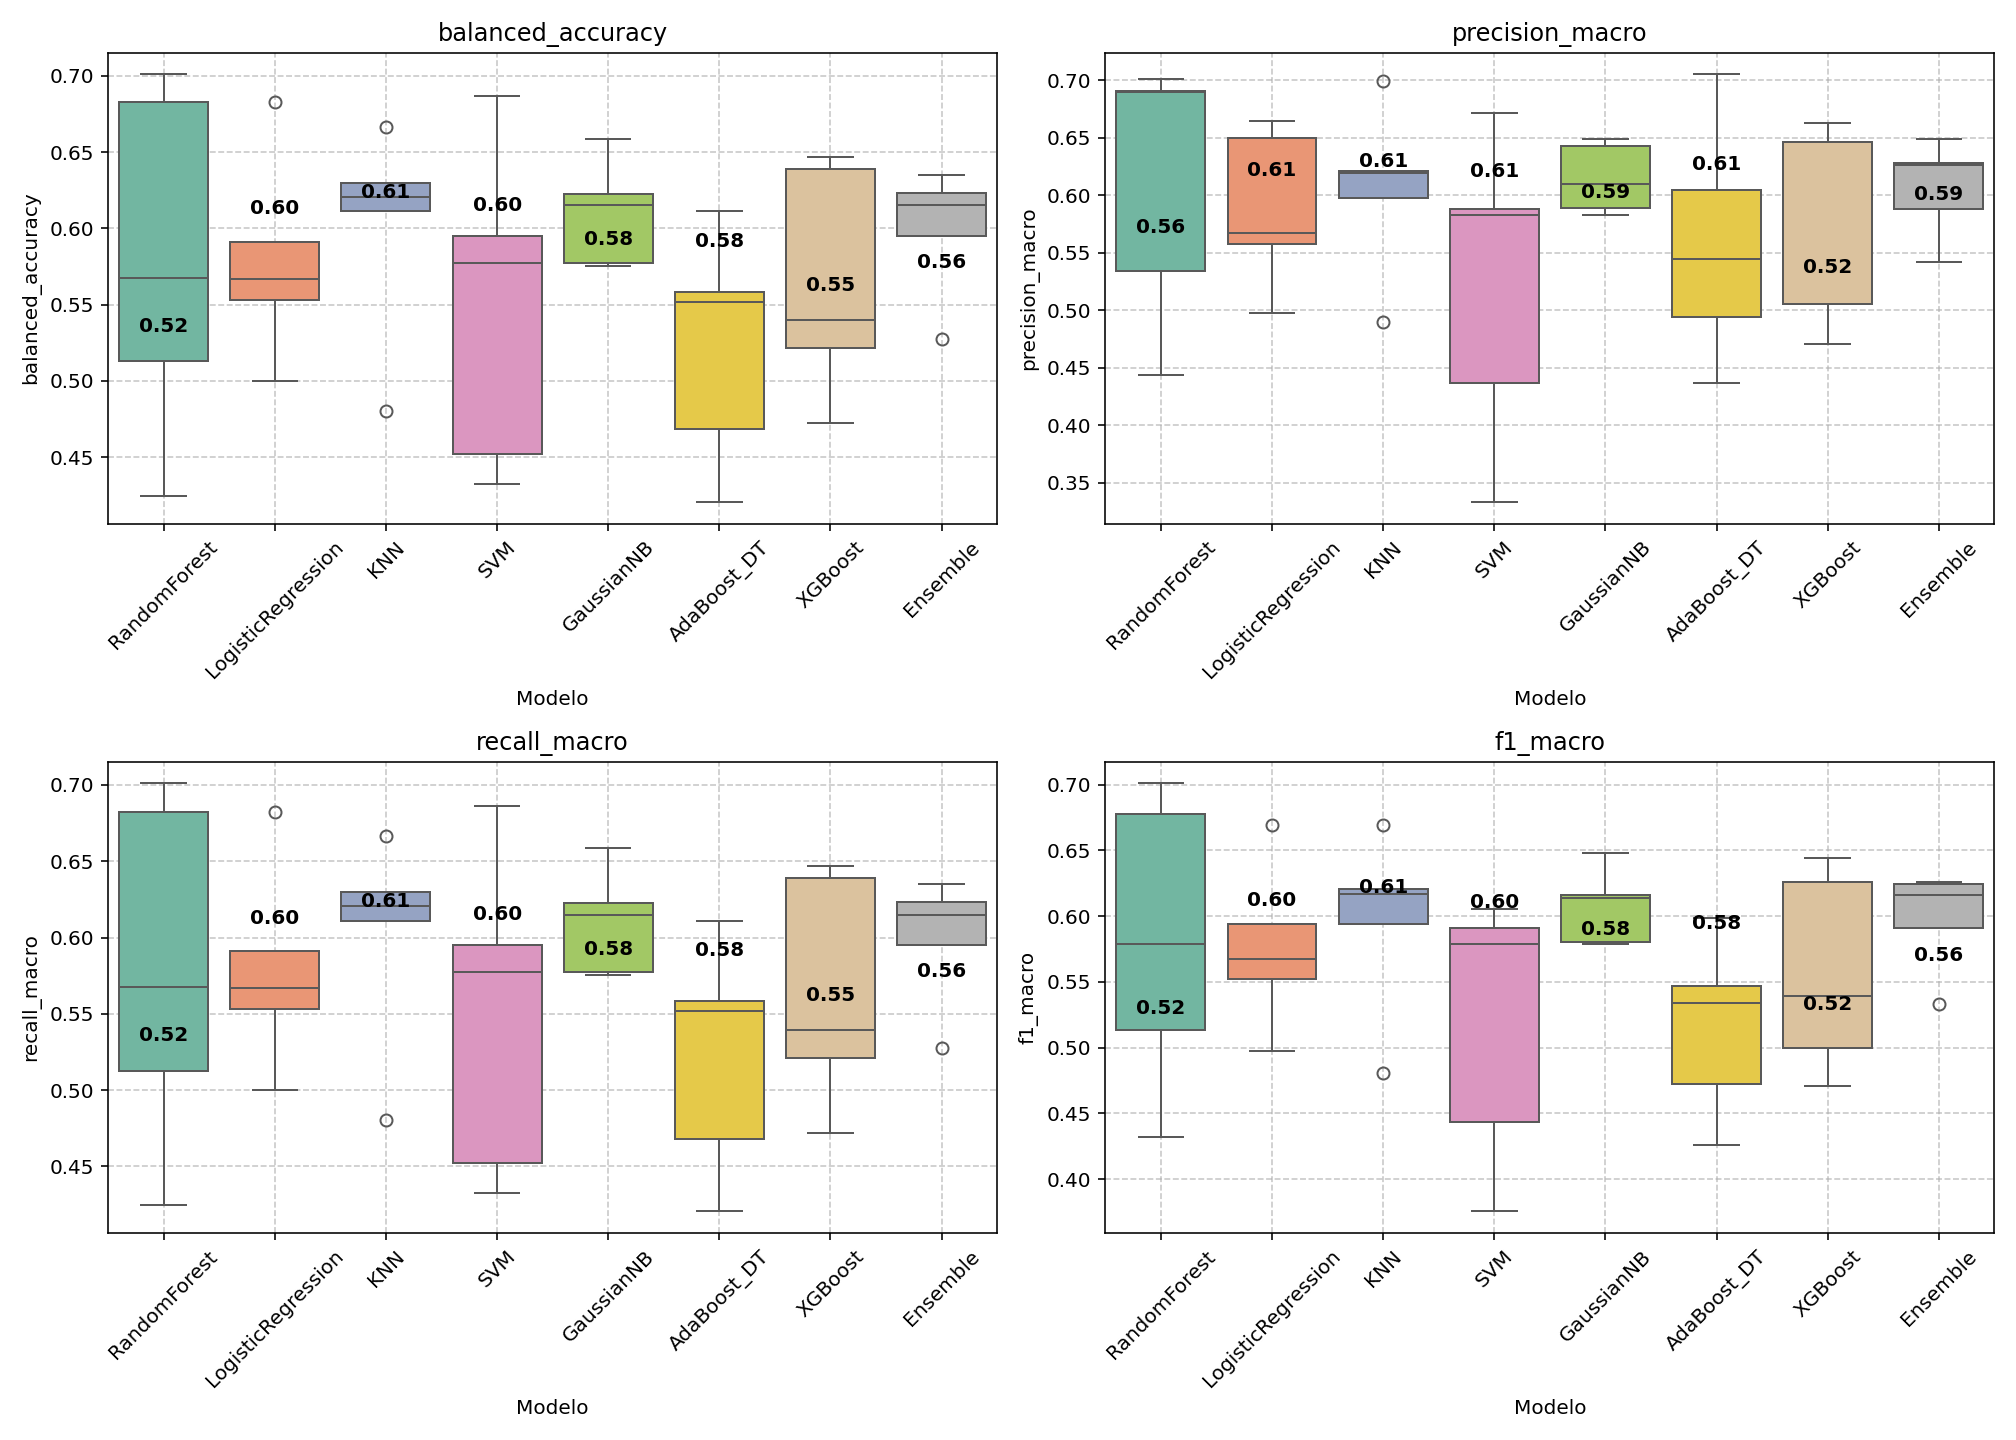 balanced_accuracy
balanced_accuracy
0.70
0.65
0.60
0.55
0.50
0.45
0.52
0.60
0.61
0.60
0.58
0.58
0.55
0.56
RandomForest
LogisticRegression
KNN
SVM
GaussianNB
AdaBoost_DT
XGBoost
Ensemble
Modelo
precision_macro
precision_macro
0.70
0.65
0.60
0.55
0.50
0.45
0.40
0.35
0.56
0.61
0.61
0.61
0.59
0.61
0.52
0.59
RandomForest
LogisticRegression
KNN
SVM
GaussianNB
AdaBoost_DT
XGBoost
Ensemble
Modelo
recall_macro
recall_macro
0.70
0.65
0.60
0.55
0.50
0.45
0.52
0.60
0.61
0.60
0.58
0.58
0.55
0.56
RandomForest
LogisticRegression
KNN
SVM
GaussianNB
AdaBoost_DT
XGBoost
Ensemble
Modelo
f1_macro
f1_macro
0.70
0.65
0.60
0.55
0.50
0.45
0.40
0.52
0.60
0.61
0.60
0.58
0.58
0.52
0.56
RandomForest
LogisticRegression
KNN
SVM
GaussianNB
AdaBoost_DT
XGBoost
Ensemble
Modelo